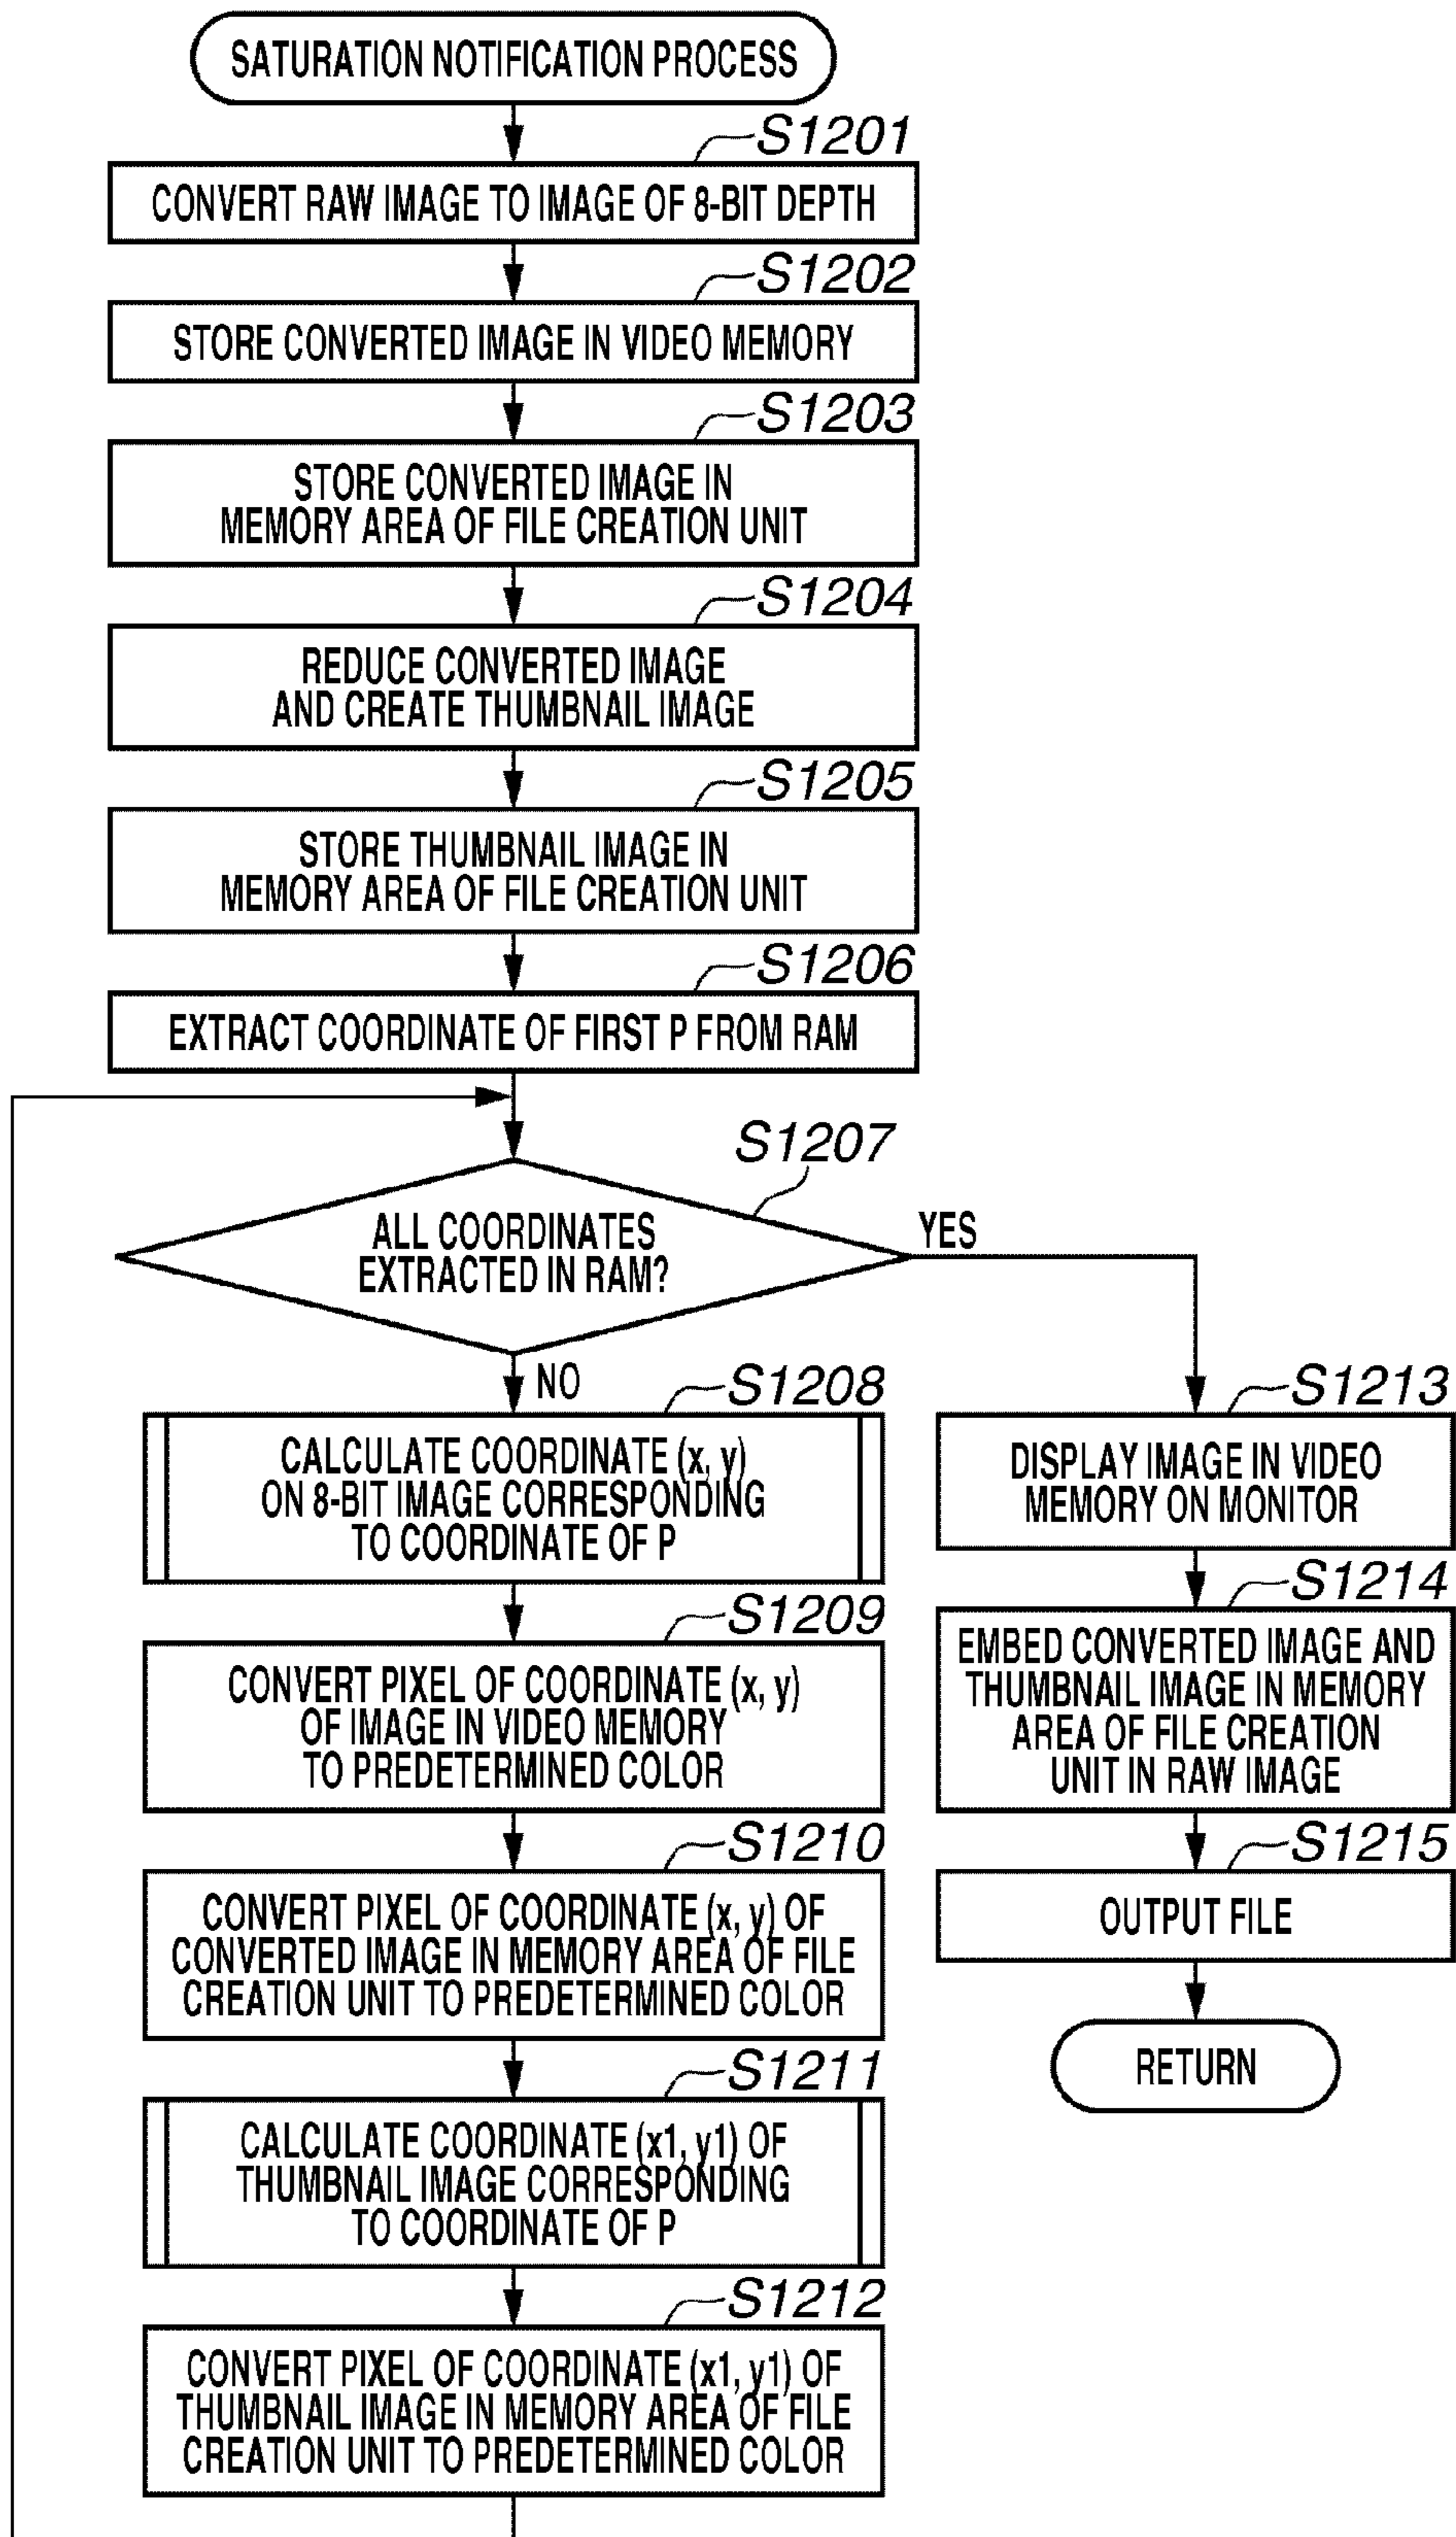 SATURATION NOTIFICATION PROCESS
S1201
CONVERT RAW IMAGE TO IMAGE OF 8-BIT DEPTH
S1202
STORE CONVERTED IMAGE IN VIDEO MEMORY
S1203
STORE CONVERTED IMAGE IN
MEMORY AREA OF FILE CREATION UNIT
S1204
REDUCE CONVERTED IMAGE
AND CREATE THUMBNAIL IMAGE
S1205
STORE THUMBNAIL IMAGE IN
MEMORY AREA OF FILE CREATION UNIT
S1206
EXTRACT COORDINATE OF FIRST P FROM RAM
S1207
ALL COORDINATES
EXTRACTED IN RAM?
YES
NO
S1208
CALCULATE COORDINATE (x, y)
ON 8-BIT IMAGE CORRESPONDING
TO COORDINATE OF P
S1209
CONVERT PIXEL OF COORDINATE (x, y)
OF IMAGE IN VIDEO MEMORY
TO PREDETERMINED COLOR
S1210
CONVERT PIXEL OF COORDINATE (x, y) OF
CONVERTED IMAGE IN MEMORY AREA OF FILE
CREATION UNIT TO PREDETERMINED COLOR
S1211
CALCULATE COORDINATE (x1, y1) OF
THUMBNAIL IMAGE CORRESPONDING
TO COORDINATE OF P
S1212
CONVERT PIXEL OF COORDINATE (x1, y1) OF
THUMBNAIL IMAGE IN MEMORY AREA OF FILE
CREATION UNIT TO PREDETERMINED COLOR
S1213
DISPLAY IMAGE IN VIDEO
MEMORY ON MONITOR
S1214
EMBED CONVERTED IMAGE AND
THUMBNAIL IMAGE IN MEMORY
AREA OF FILE CREATION
UNIT IN RAW IMAGE
S1215
OUTPUT FILE
RETURN